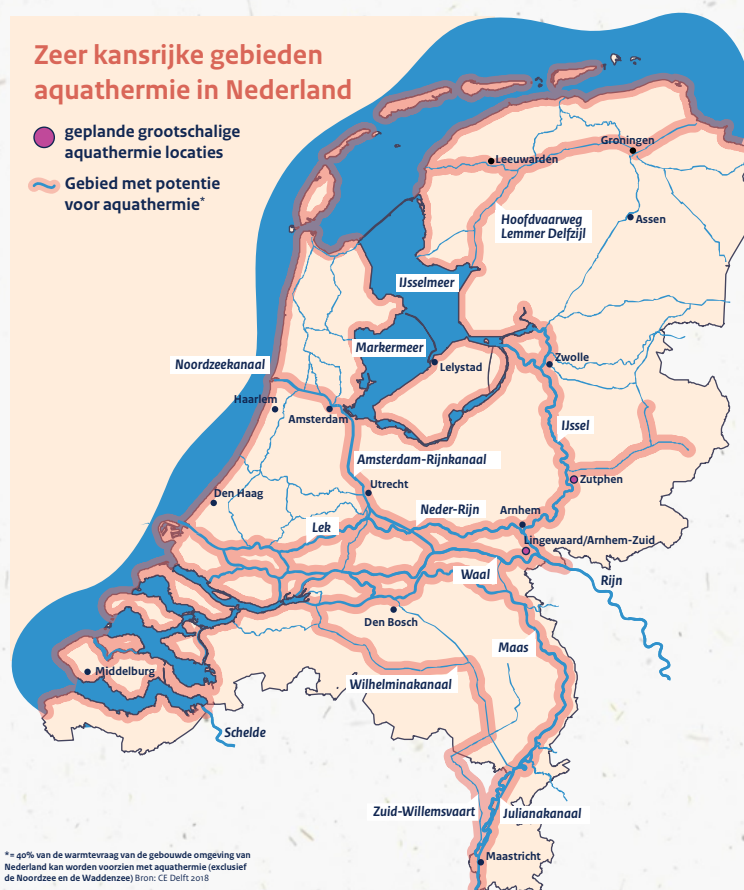 Zeer kansrijke gebieden
aquathermie in Nederland
geplande grootschalige
aquathermie locaties
Gebied met potentie
voor aquathermie*
Groningen
Leeuwarden
Assen
Hoofdvaarweg
Lemmer Delfzijl
IJsselmeer
Markermeer
Noordzeekanaal
Zwolle
Lelystad
Haarlem
Amsterdam
IJssel
Amsterdam-Rijnkanaal
Zutphen
Utrecht
Den Haag
Neder-Rijn
Arnhem
Lek
Lingewaard/Arnhem-Zuid
Waal
Rijn
Den Bosch
Maas
Middelburg
Wilhelminakanaal
Schelde
Zuid-Willemsvaart
Julianakanaal
Maastricht
*= 40% van de warmtevraag van de gebouwde omgeving van
Nederland kan worden voorzien met aquathermie (exclusief
de Noordzee en de Waddenzee) Bron: CE Delft 2018